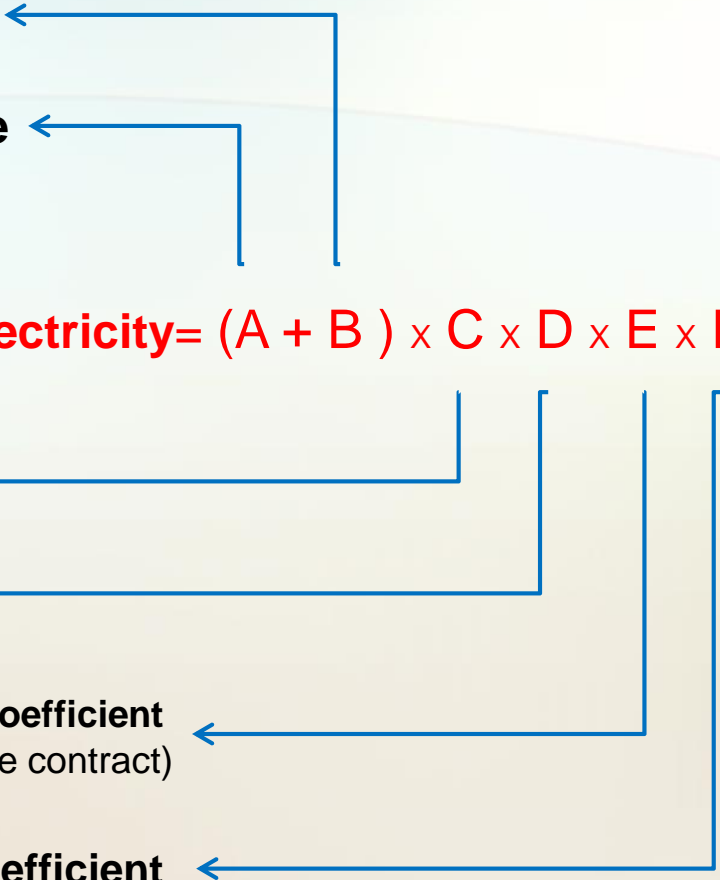 e
ectricity= (A + B ) x C x D x E x
oefficient
e contract)
efficient